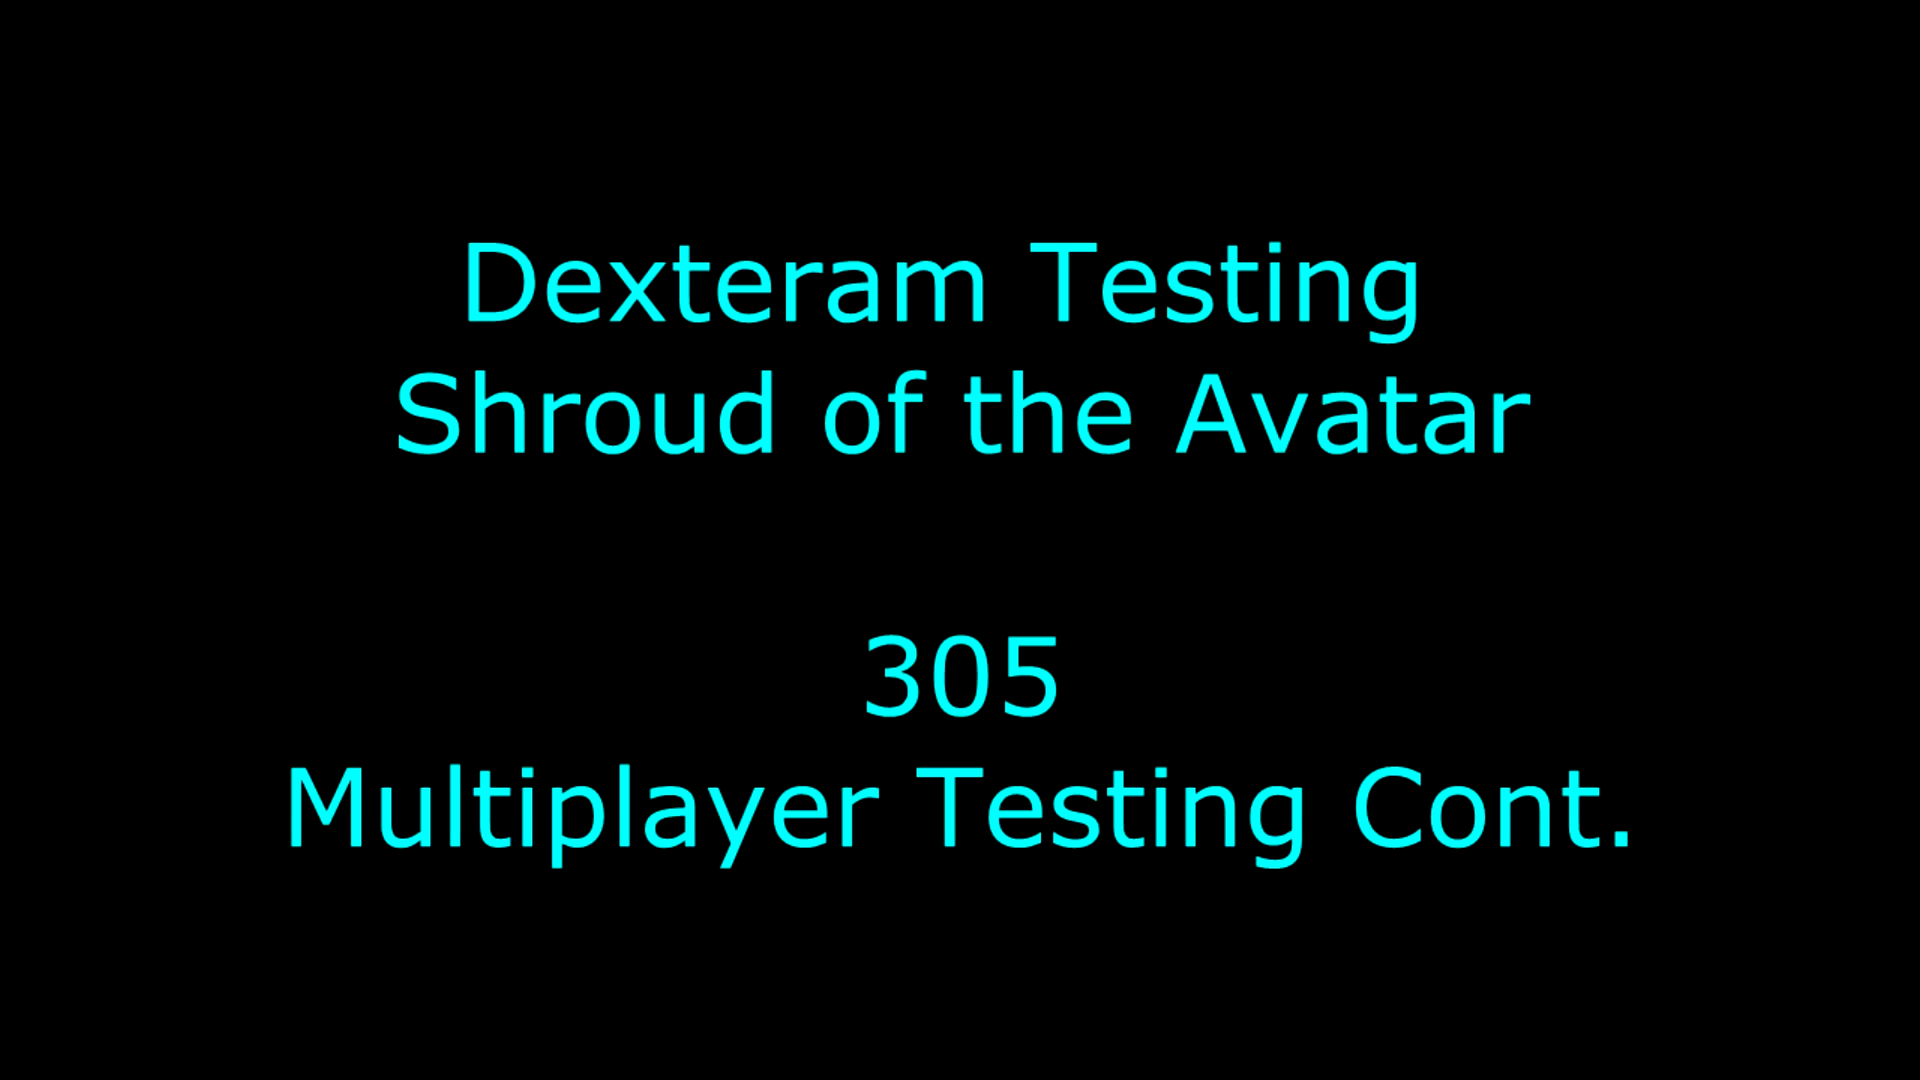 Dexteram Testing
Shroud of the Avatar
305
Multiplayer Testing Cont.